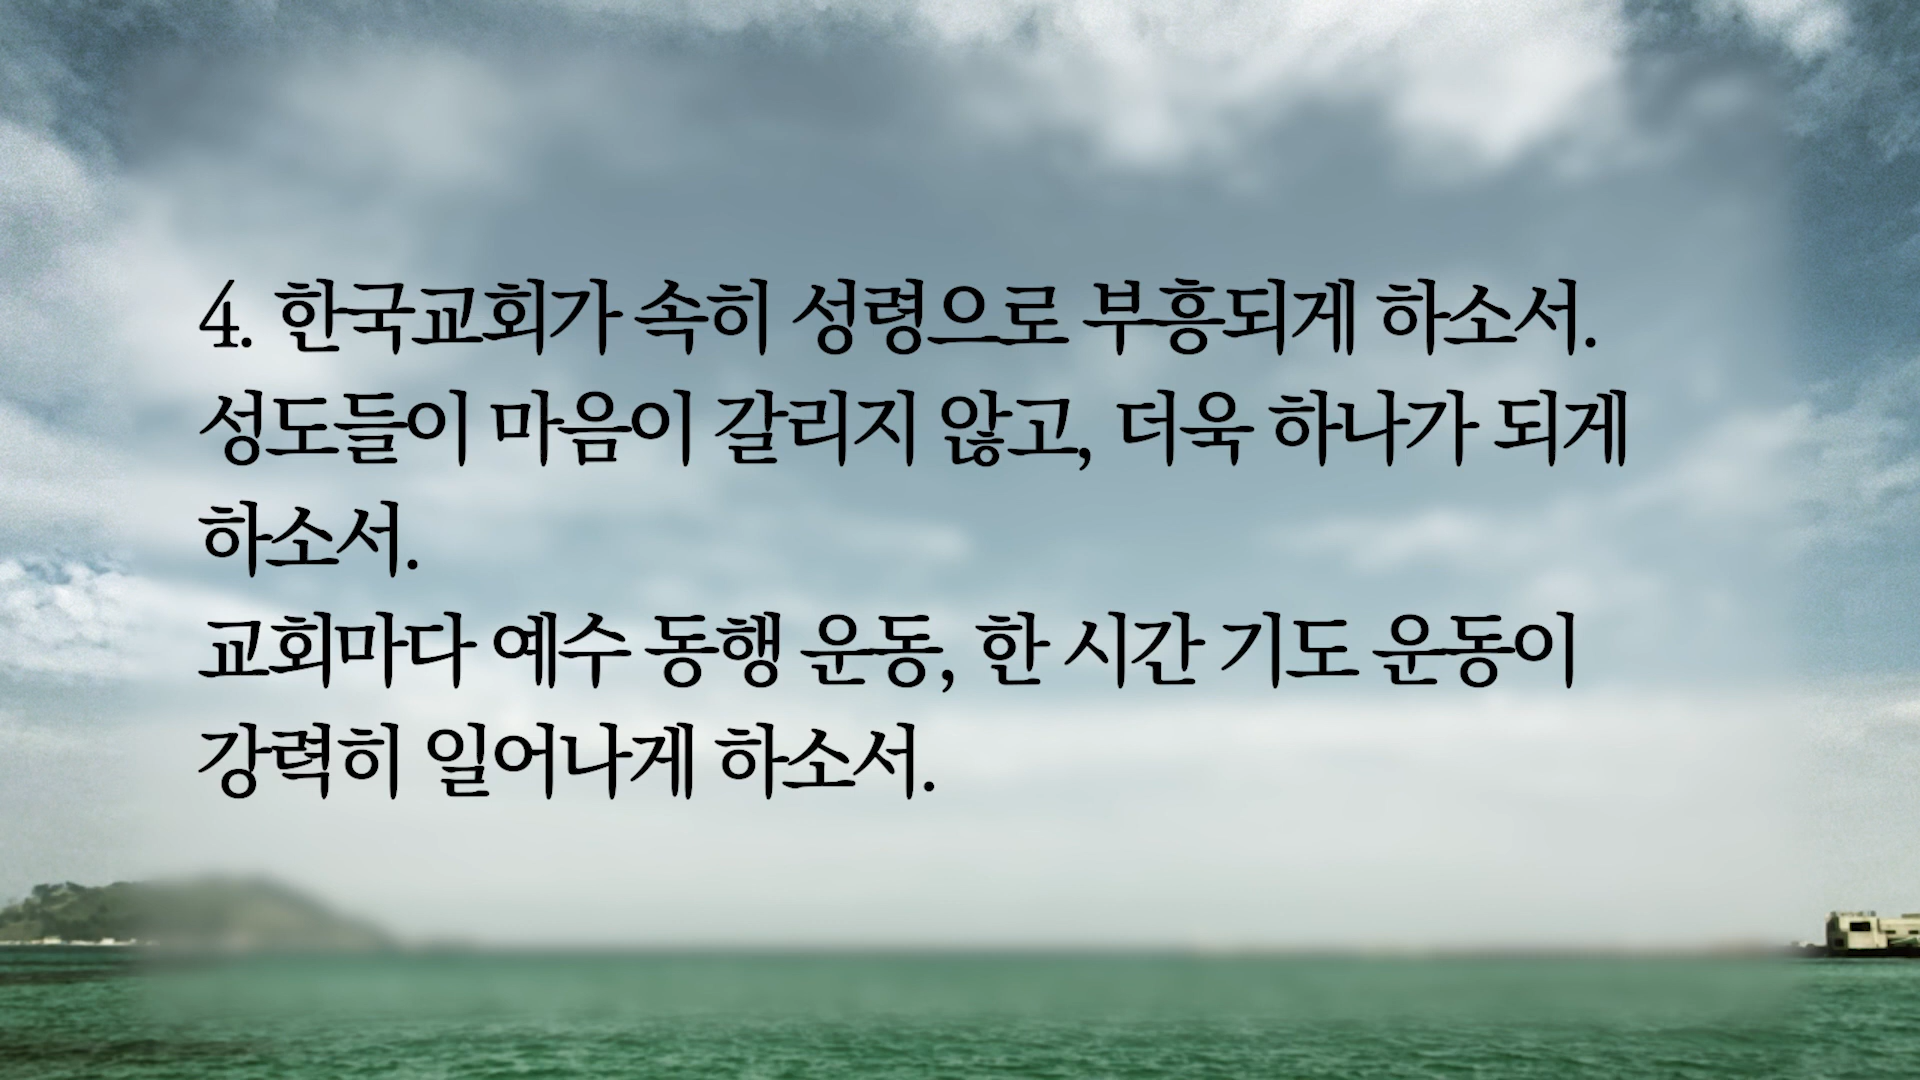 4. 한국교회가 속히 성령으로 부흥되게 하소서.
성도들이 마음이 갈리지 않고, 더욱 하나가 되게
하소서.
교회마다 예수 동행 운동, 한 시간 기도 운동이
강력히 일어나게 하소서.